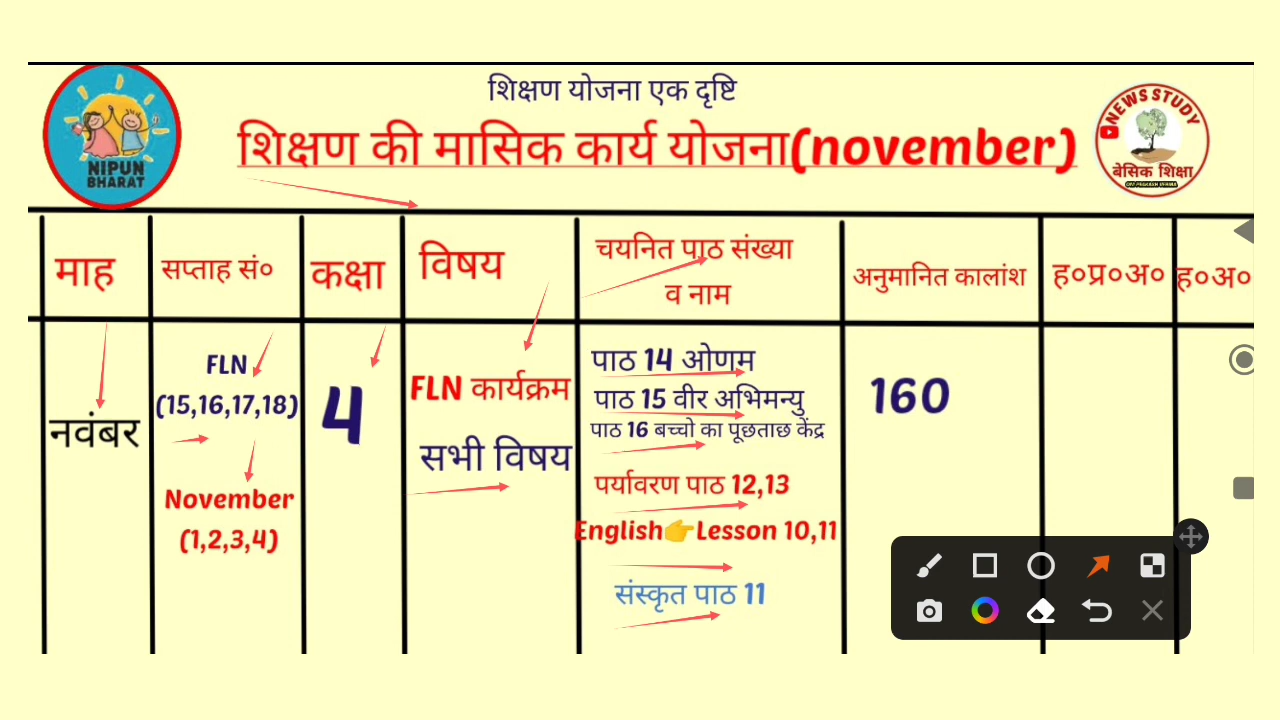 शिक्षण योजना एक दृष्टि
शिक्षण की मासिक कार्य योजना(november)
NIPUN
BHARAT
NEWS STUDY
बेसिक शिक्षा
माह
सप्ताह सं०
कक्षा
विषय
चयनित पाठ संख्या
व नाम
अनुमानित कालांश
ह०प्र०अ०
ह०अ०
नवंबर
FLN
(15,16,17,18)
November
(1,2,3,4)
4
FLN कार्यक्रम
सभी विषय
पाठ 14 ओणम
पाठ 15 वीर अभिमन्यु
पाठ 16 बच्चो का पूछताछ केंद्र
पर्यावरण पाठ 12,13
English👉Lesson 10,11
संस्कृत पाठ 11
160